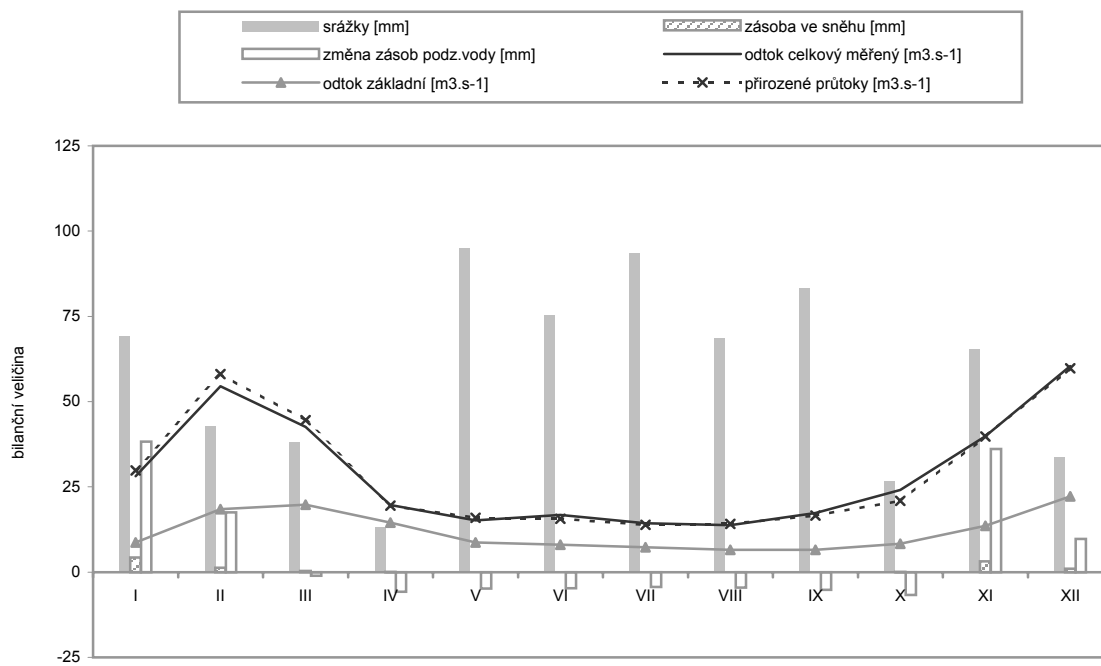 srážky [mm]
zásoba ve sněhu [mm]
změna zásob podz.vody [mm]
odtok celkový měřený [m3.s-1]
odtok základní [m3.s-1]
přirozené průtoky [m3.s-1]
125
100
75
50
25
0
-25
bilanční veličina
I II III IV V VI VII VIII IX X XI XII